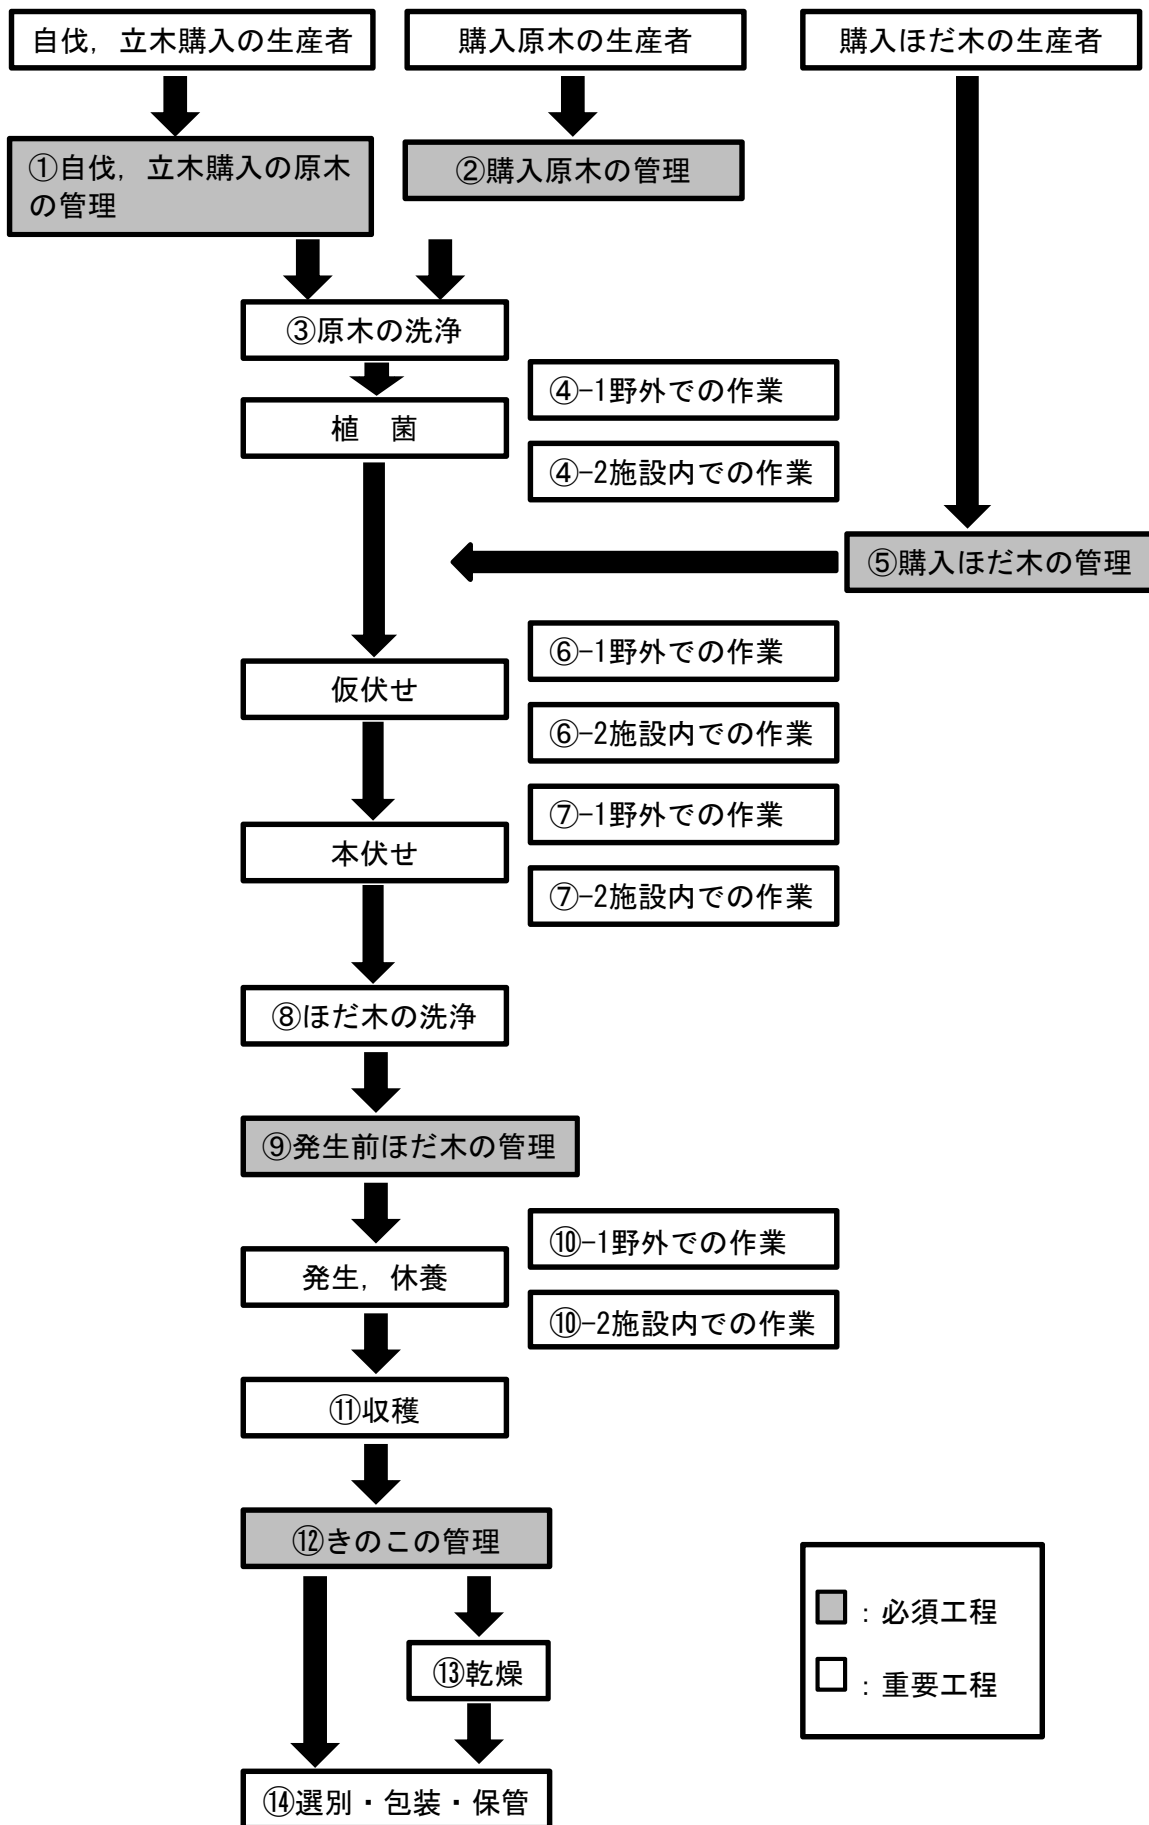 自伐，立木購入の生産者
購入原木の生産者
購入ほだ木の生産者
①自伐，立木購入の原木
の管理
②購入原木の管理
③原木の洗浄
植　菌
④-1野外での作業
④-2施設内での作業
⑤購入ほだ木の管理
仮伏せ
⑥-1野外での作業
⑥-2施設内での作業
本伏せ
⑦-1野外での作業
⑦-2施設内での作業
⑧ほだ木の洗浄
⑨発生前ほだ木の管理
発生，休養
⑩-1野外での作業
⑩-2施設内での作業
⑪収穫
⑫きのこの管理
⑬乾燥
⑭選別・包装・保管
：必須工程
：重要工程